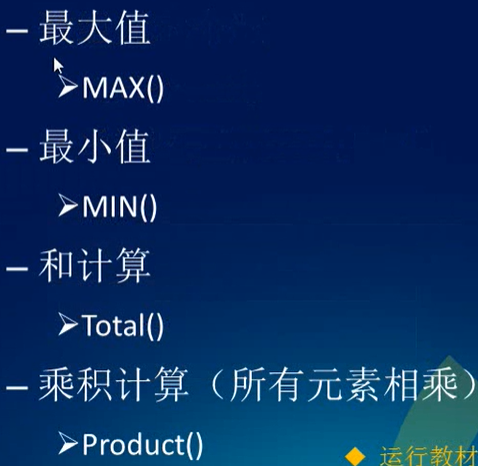 – 最大值
➢MAX()
– 最小值
➢MIN()
– 和计算
➢Total()
– 乘积计算（所有元素相乘）
➢Product()
◆ 运行教材